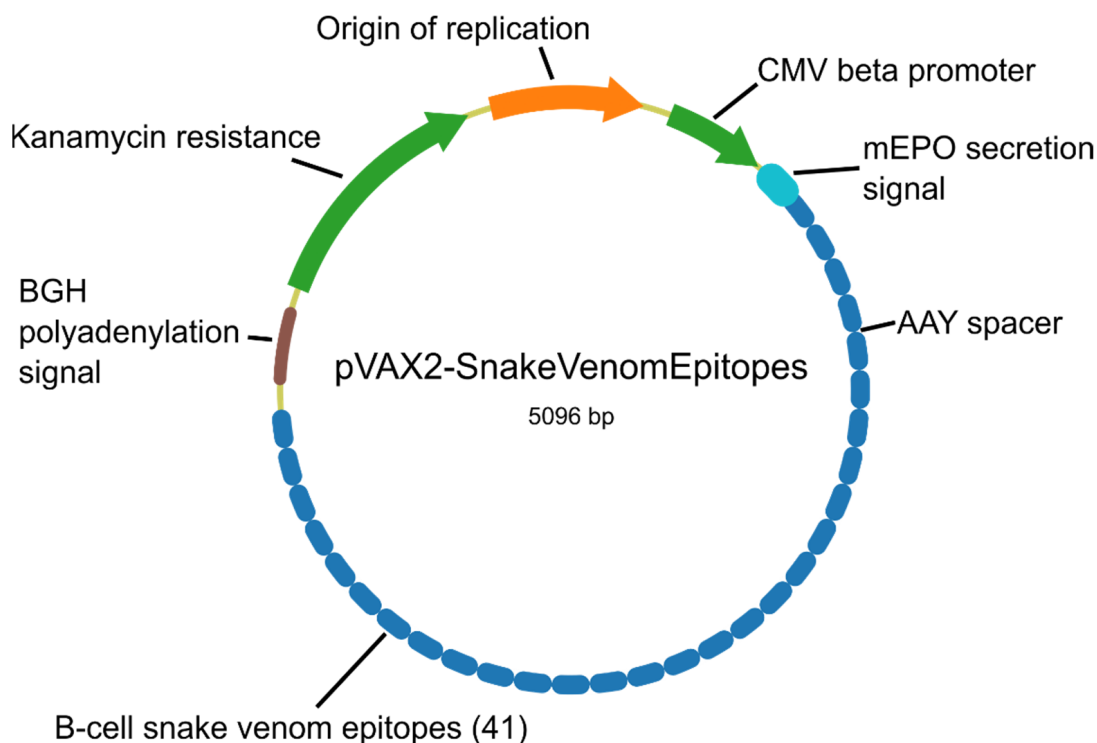 Origin of replication
CMV beta promoter
Kanamycin resistance
mEPO secretion
signal
BGH
polyadenylation
signal
AAY spacer
pVAX2-SnakeVenomEpitopes
5096 bp
B-cell snake venom epitopes (41)